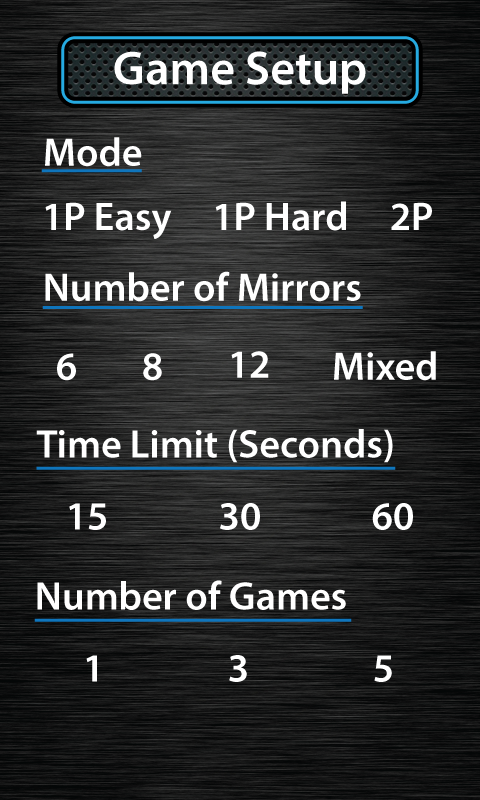 Game Setup
Mode
1P Easy 1P Hard 2P
Number of Mirrors
6 8 12 Mixed
Time Limit (Seconds)
15 30 60
Number of Games
1 3 5